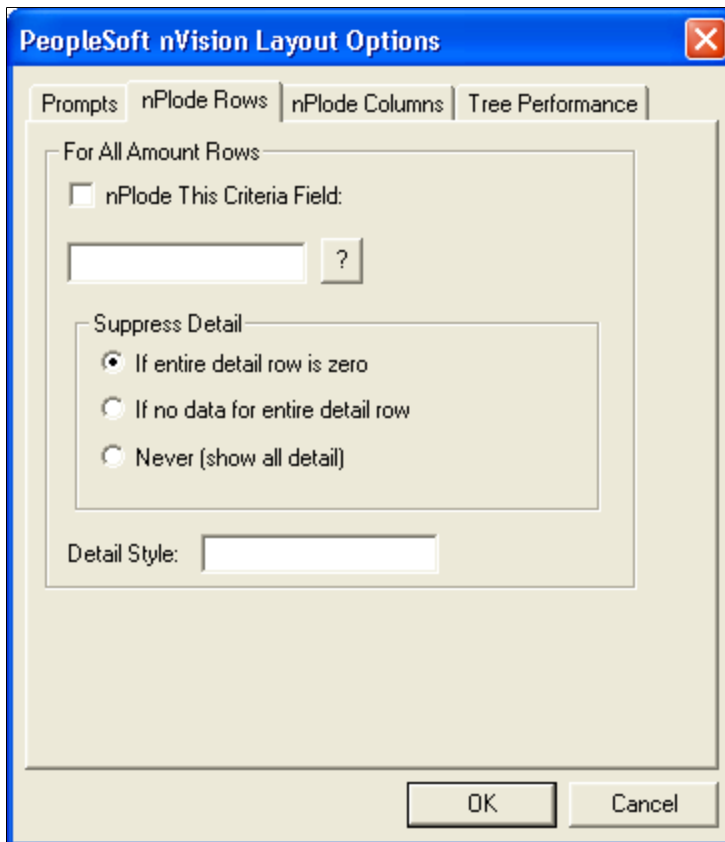 PeopleSoft nVision Layout Options
Prompts nPlode Rows nPlode Columns Tree Performance
For All Amount Rows
nPlode This Criteria Field:
?
Suppress Detail
If entire detail row is zero
If no data for entire detail row
Never (show all detail)
Detail Style:
OK Cancel